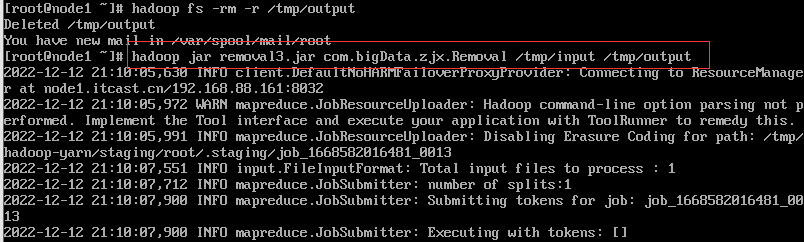 [root@node1 ~]# hadoop fs -rm -r /tmp/output
Deleted /tmp/output
You have new mail in /var/spool/mail/root
[root@node1 ~]# hadoop jar removal3.jar com.bigData.zjx.Removal /tmp/input /tmp/output
2022-12-12 21:10:05,630 INFO client.DefaultNoHARMFailoverProxyProvider: Connecting to ResourceManage
r at node1.itcast.cn/192.168.88.161:8032
2022-12-12 21:10:05,972 WARN mapreduce.JobResourceUploader: Hadoop command-line option parsing not p
erformed. Implement the Tool interface and execute your application with ToolRunner to remedy this.
2022-12-12 21:10:05,991 INFO mapreduce.JobResourceUploader: Disabling Erasure Coding for path: /tmp/
hadoop-yarn/staging/root/.staging/job_1668582016481_0013
2022-12-12 21:10:07,551 INFO input.FileInputFormat: Total input files to process : 1
2022-12-12 21:10:07,712 INFO mapreduce.JobSubmitter: number of splits:1
2022-12-12 21:10:07,900 INFO mapreduce.JobSubmitter: Submitting tokens for job: job_1668582016481_00
13
2022-12-12 21:10:07,900 INFO mapreduce.JobSubmitter: Executing with tokens: []